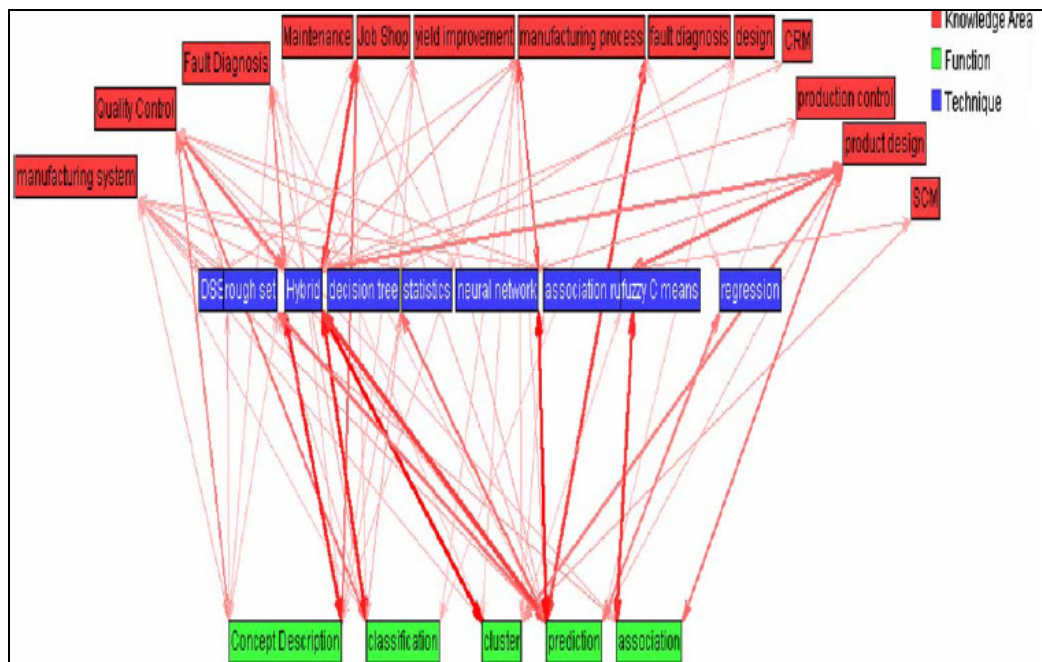 Knowledge Area
Function
Technique
Maintenance
Job Shop
yield improvement
manufacturing process
fault diagnosis
design
CRM
Fault Diagnosis
Quality Control
production control
product design
manufacturing system
SCM
DSS
rough set
Hybrid
decision tree
statistics
neural network
association ru
fuzzy C means
regression
Concept Description
classification
cluster
prediction
association